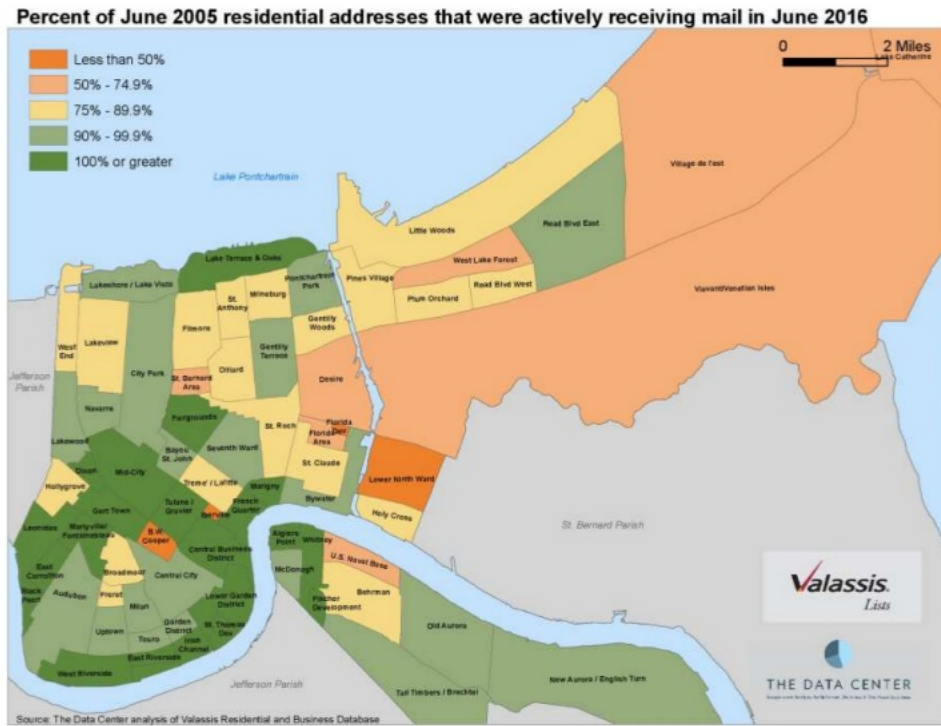 Percent of June 2005 residential addresses that were actively receiving mail in June 2016
Less than 50%
50% - 74.9%
75% - 89.9%
90% - 99.9%
100% or greater
0 2 Miles
Lake Catherine
Lake Pontchartrain
Village de l'est
Read Blvd East
Little Woods
Lake Terrace & Oaks
West Lake Forest
Lakeshore / Lake Vista
Pontchartrain
Park
Pines Village
Read Blvd West
Viavant/Venetian Isles
Plum Orchard
Milneburg
St.
Anthony
Filmore
Gentilly
Woods
West
End
Lakeview
Gentilly
Terrace
Dillard
City Park
St. Bernard
Area
Desire
Jefferson
Parish
Navarre
Fairgrounds
St. Roch
Florida
Dev
Florida
Area
Lakewood
Bayou
St. John
Seventh Ward
St. Claude
Dixon
Mid-City
Lower Ninth Ward
Hollygrove
Treme' / Lafitte
Marigny
Bywater
Tulane /
Gravier
French
Quarter
Iberville
Holy Cross
Gert Town
Leonidas
Marlyville/
Fontainebleau
B.W.
Cooper
St. Bernard Parish
Algiers
Point
Whitney
Central Business
District
U.S. Naval Base
East
Carrollton
Broadmoor
Central City
McDonogh
Black
Pearl
Audubon
Freret
Lower Garden
District
Fischer
Development
Behrman
Milan
Garden
District
St. Thomas
Dev
Old Aurora
Uptown
Touro
Irish
Channel
East Riverside
West Riverside
Jefferson Parish
Tall Timbers / Brechtel
New Aurora / English Turn
Valassis.
Lists
THE DATA CENTER
Source: The Data Center analysis of Valassis Residential and Business Database